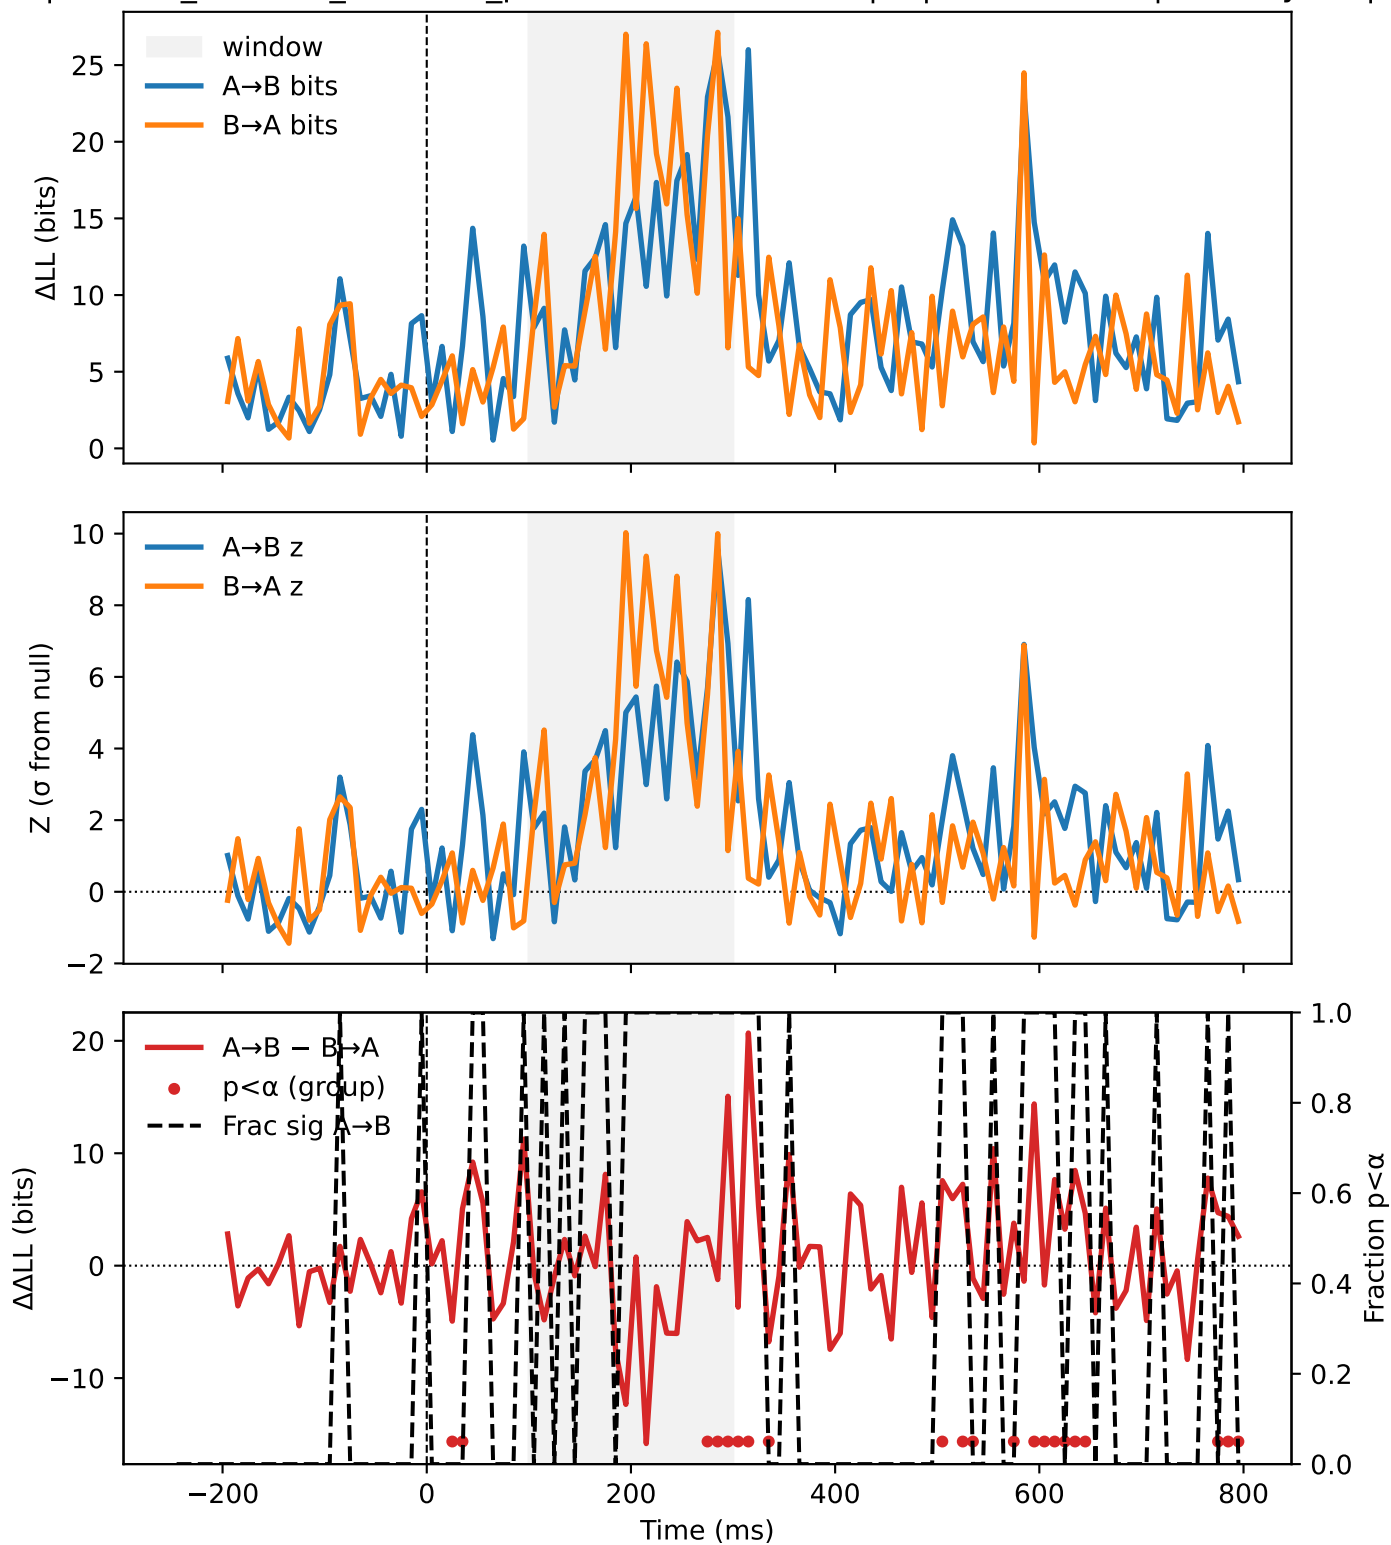 window
A→B bits
B→A bits
ΔLL (bits)
25
20
15
10
5
0
A→B z
B→A z
Z (σ from null)
10
8
6
4
2
0
−2
A→B − B→A
p<α (group)
Frac sig A→B
ΔΔLL (bits)
20
10
0
−10
1.0
0.8
0.6
0.4
0.2
0.0
Fraction p<α
−200 0 200 400 600 800
Time (ms)